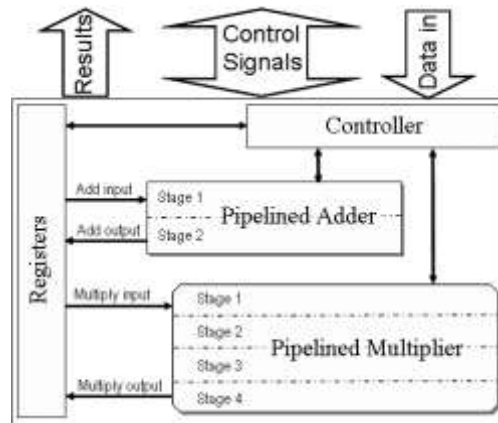 Results
Control
Signals
Data in
Controller
Registers
Add input
Stage 1
Pipelined Adder
Add output
Stage 2
Multiply input
Stage 1
Stage 2
Pipelined Multiplier
Stage 3
Multiply output
Stage 4